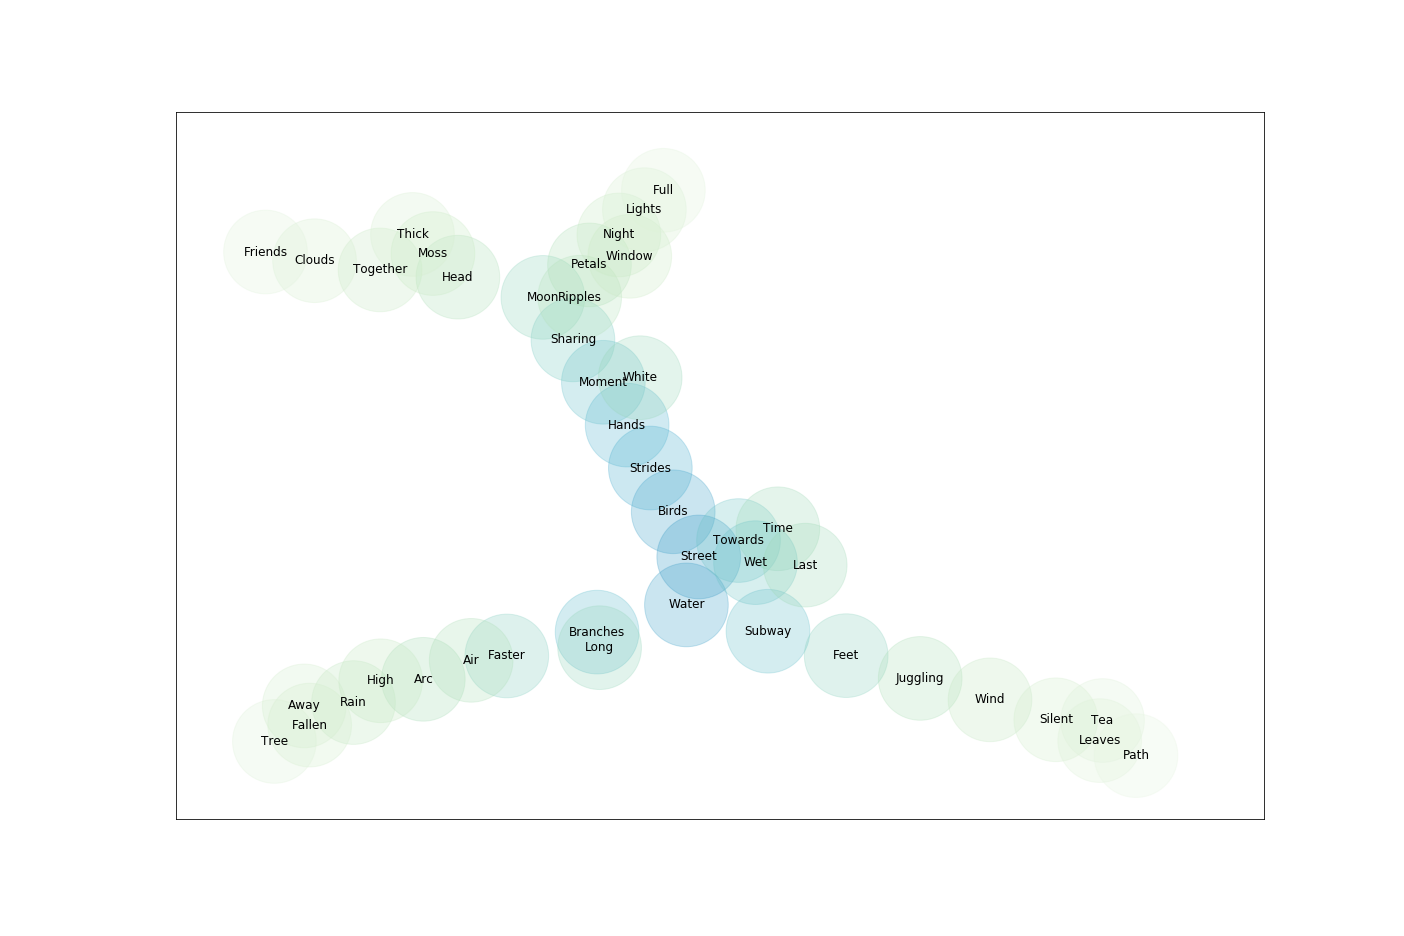 Full
Lights
Thick
Night
Friends
Moss
Clouds
Window
Together
Petals
Head
Moon
Ripples
Sharing
White
Moment
Hands
Strides
Birds
Time
Towards
Street
Wet
Last
Water
Branches
Subway
Long
Faster
Feet
Air
Juggling
Arc
High
Wind
Rain
Away
Silent
Tea
Fallen
Leaves
Tree
Path